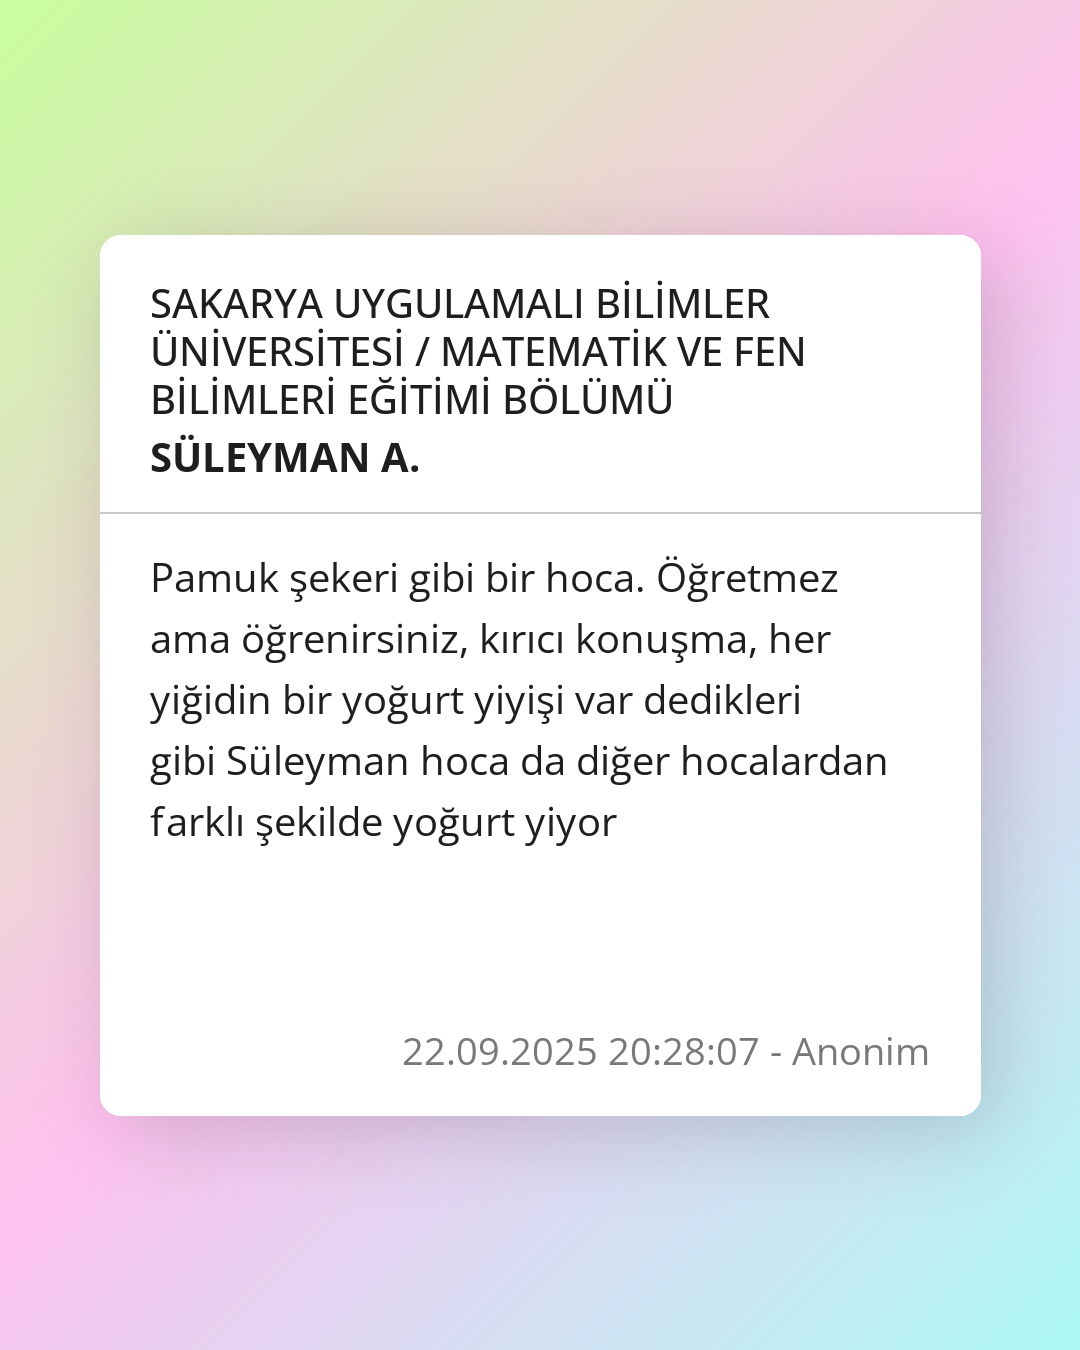 SAKARYA UYGULAMALI BİLİMLER
ÜNİVERSİTESİ / MATEMATİK VE FEN
BİLİMLERİ EĞİTİMİ BÖLÜMÜ
SÜLEYMAN A.
Pamuk şekeri gibi bir hoca. Öğretmez
ama öğrenirsiniz, kırıcı konuşma, her
yiğidin bir yoğurt yiyişi var dedikleri
gibi Süleyman hoca da diğer hocalardan
farklı şekilde yoğurt yiyor
22.09.2025 20:28:07 - Anonim